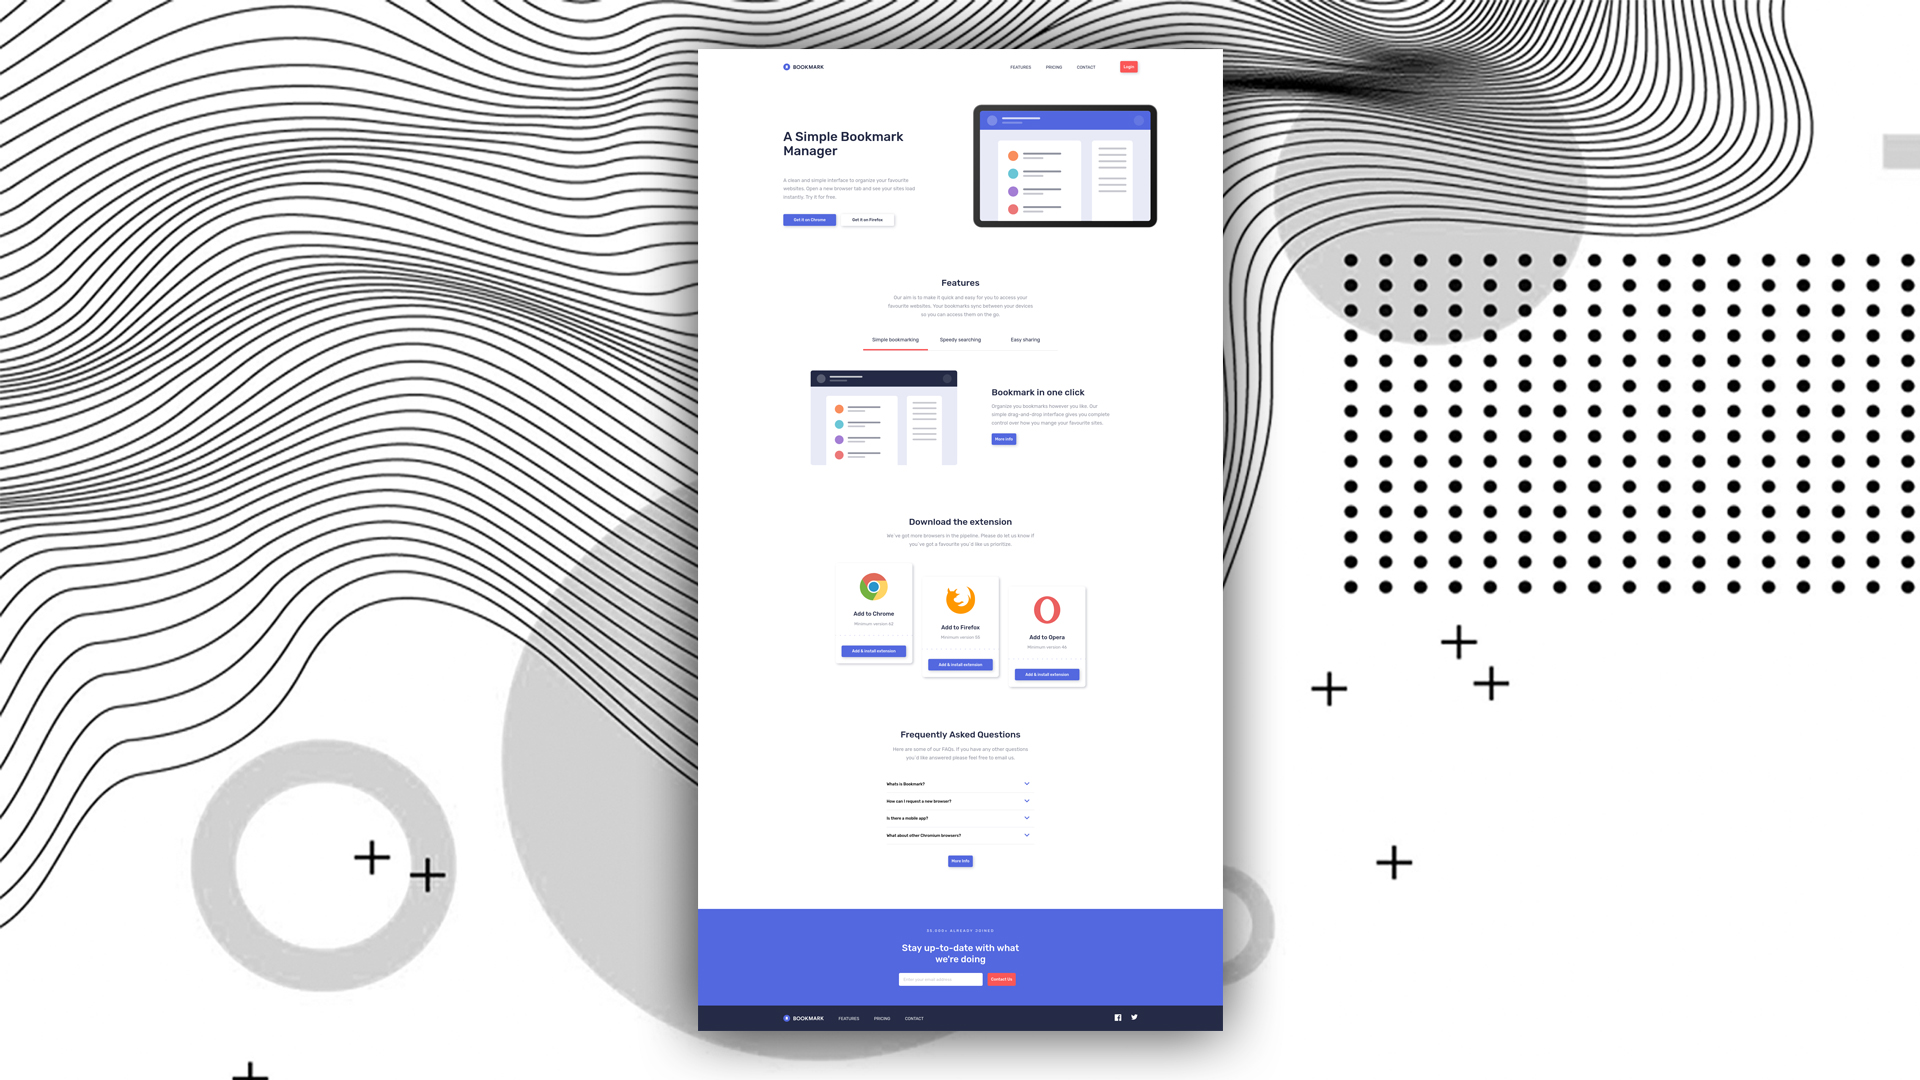 BOOKMARK
FEATURES PRICING CONTACT Login
A Simple Bookmark
Manager
A clean and simple interface to organize your favourite
websites. Open a new browser tab and see your sites load
instantly. Try it for free.
Get it on Chrome Get it on Firefox
Features
Our aim is to make it quick and easy for you to access your
favourite websites. Your bookmarks sync between your devices
so you can access them on the go.
Simple bookmarking Speedy searching Easy sharing
Bookmark in one click
Organize you bookmarks however you like. Our
simple drag-and-drop interface gives you complete
control over how you mange your favourite sites.
More Info
Download the extension
We've got more browsers in the pipeline. Please do let us know if
you've got a favourite you'd like us prioritize.
Add to Chrome
Minimum version 62
Add & install extension
Add to Firefox
Minimum version 55
Add & install extension
Add to Opera
Minimum version 46
Add & install extension
Frequently Asked Questions
Here are some of our FAQs. If you have any other questions
you'd like answered please feel free to email us.
Whats is Bookmark?
How can I request a new browser?
Is there a mobile app?
What about other Chromium browsers?
More Info
35,000+ ALREADY JOINED
Stay up-to-date with what
we're doing
Enter your email address Contact Us
BOOKMARK FEATURES PRICING CONTACT